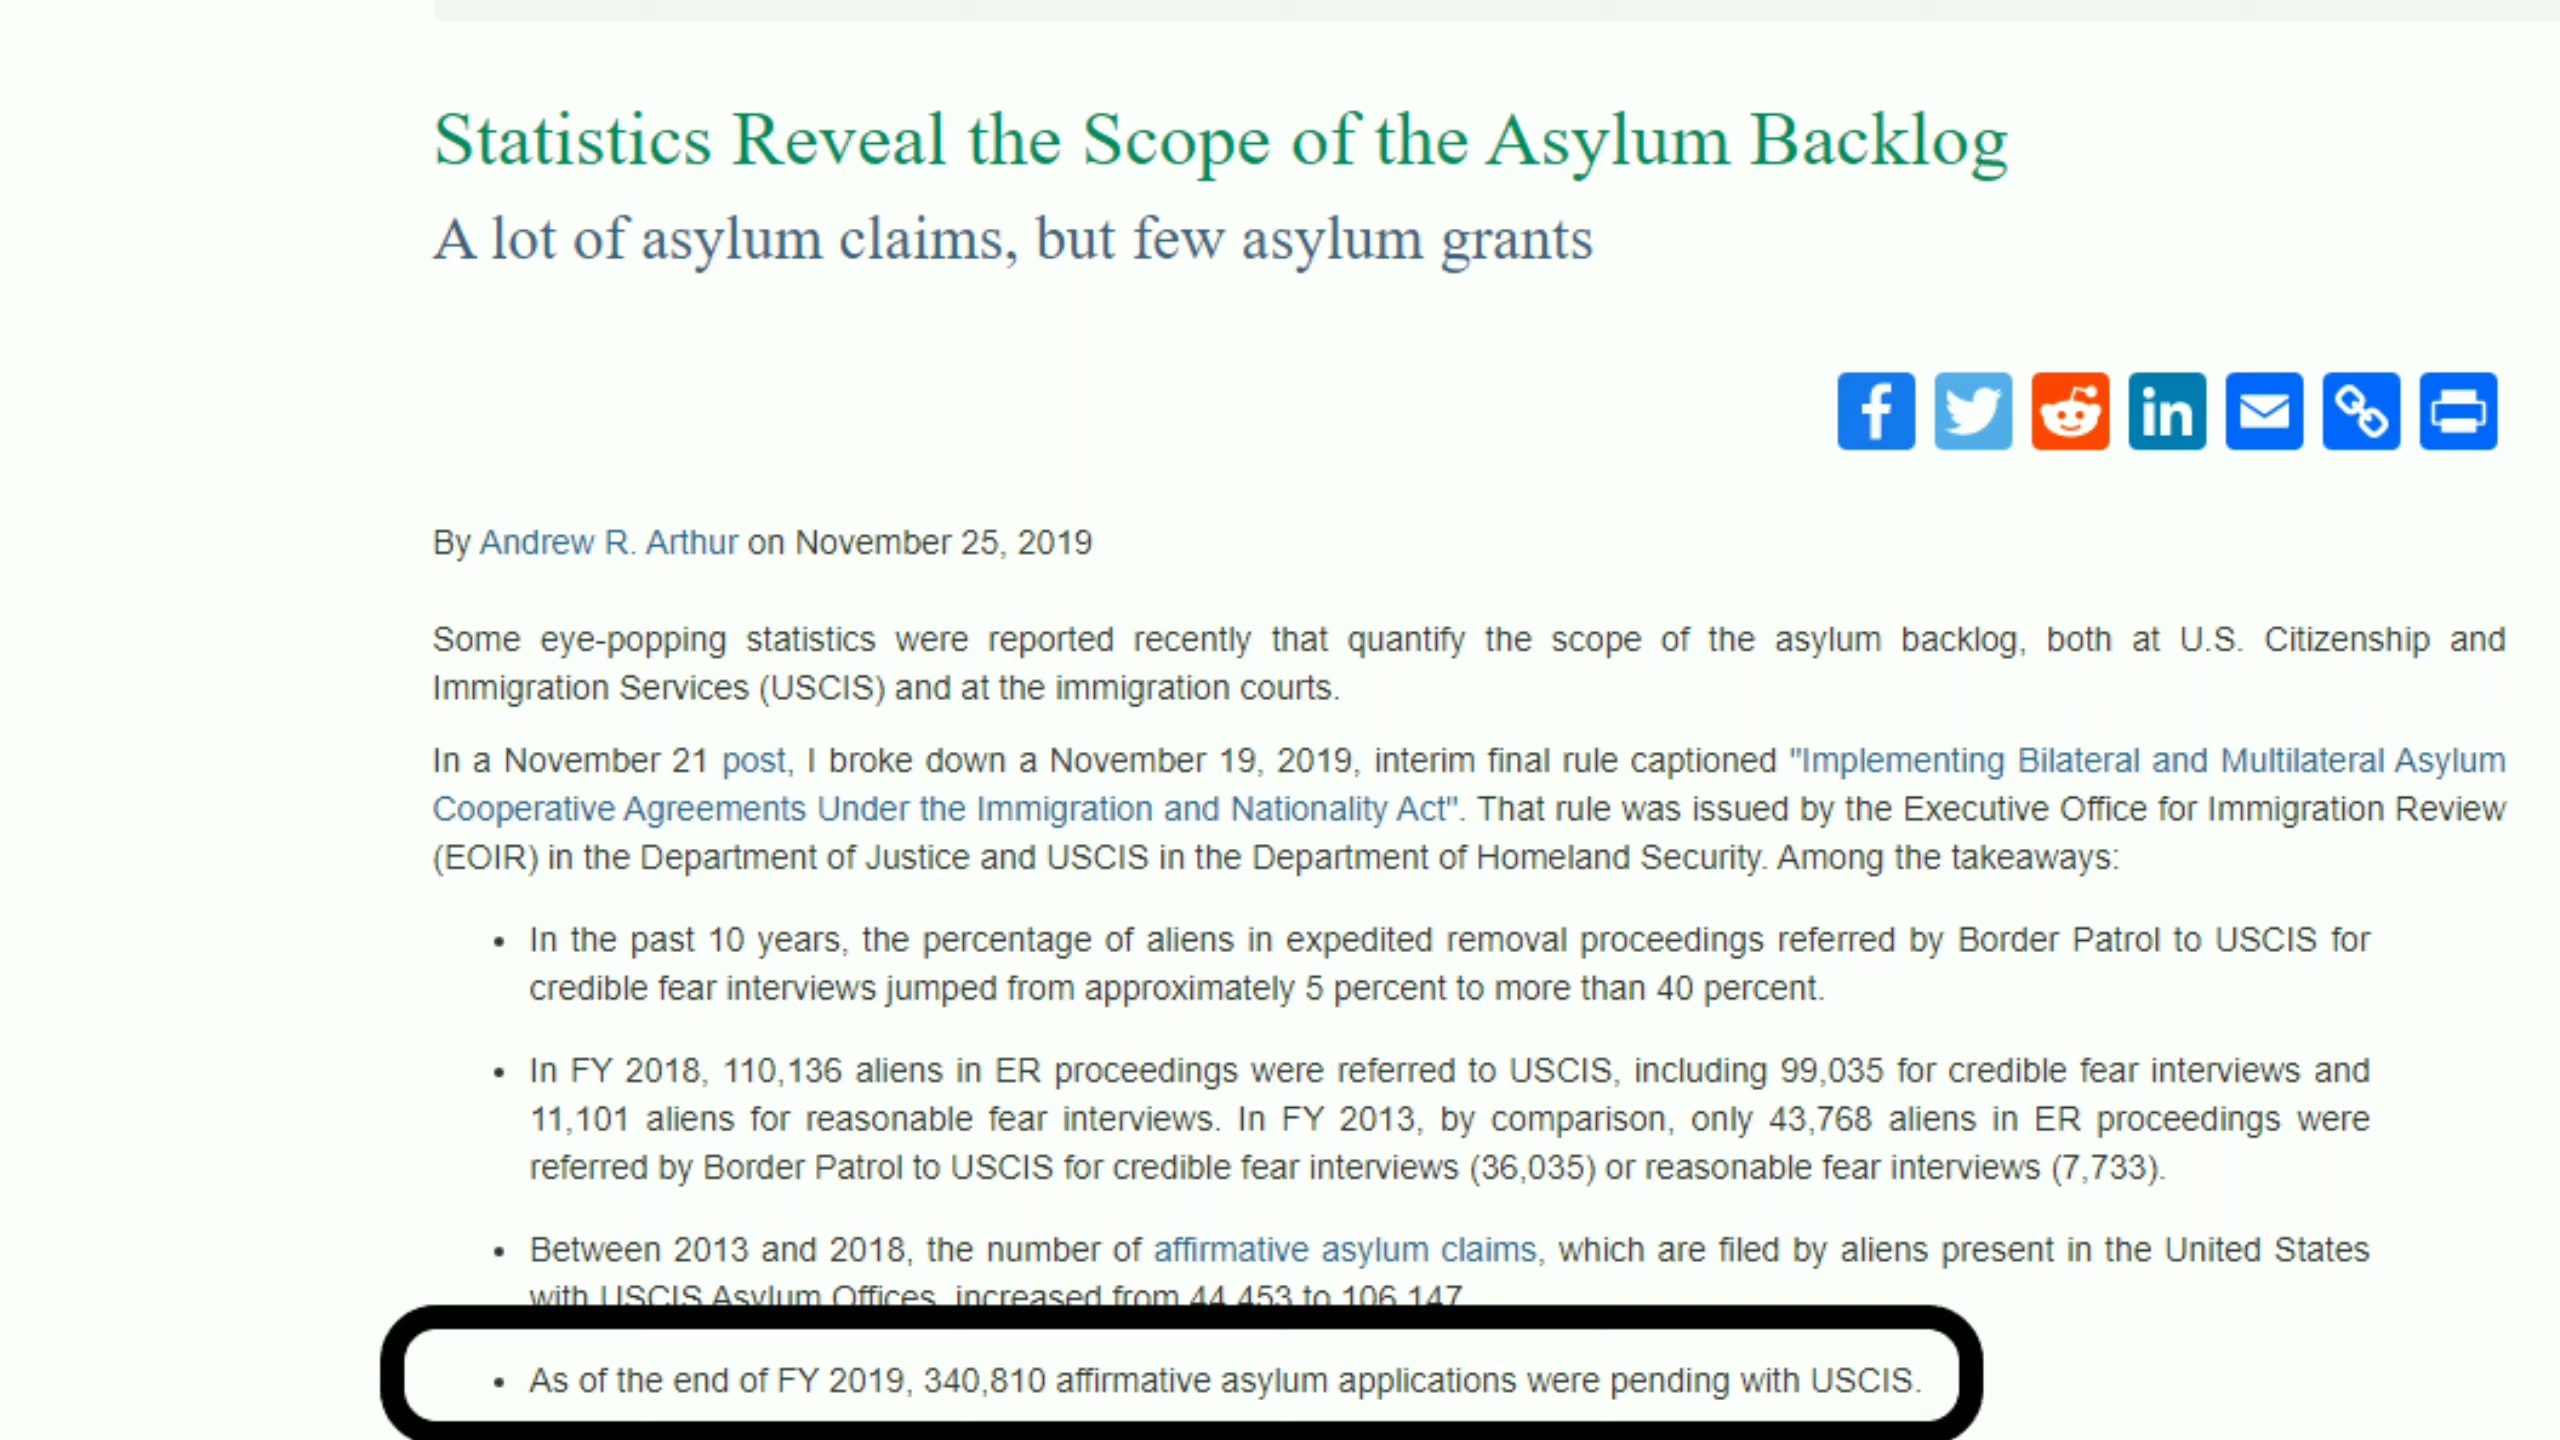 Statistics Reveal the Scope of the Asylum Backlog
A lot of asylum claims, but few asylum grants
By Andrew R. Arthur on November 25, 2019
Some eye-popping statistics were reported recently that quantify the scope of the asylum backlog, both at U.S. Citizenship and
Immigration Services (USCIS) and at the immigration courts.
In a November 21 post, I broke down a November 19, 2019, interim final rule captioned "Implementing Bilateral and Multilateral Asylum
Cooperative Agreements Under the Immigration and Nationality Act". That rule was issued by the Executive Office for Immigration Review
(EOIR) in the Department of Justice and USCIS in the Department of Homeland Security. Among the takeaways:
• In the past 10 years, the percentage of aliens in expedited removal proceedings referred by Border Patrol to USCIS for
credible fear interviews jumped from approximately 5 percent to more than 40 percent.
• In FY 2018, 110,136 aliens in ER proceedings were referred to USCIS, including 99,035 for credible fear interviews and
11,101 aliens for reasonable fear interviews. In FY 2013, by comparison, only 43,768 aliens in ER proceedings were
referred by Border Patrol to USCIS for credible fear interviews (36,035) or reasonable fear interviews (7,733).
• Between 2013 and 2018, the number of affirmative asylum claims, which are filed by aliens present in the United States
with USCIS Asylum Offices, increased from 44,453 to 106,147.
• As of the end of FY 2019, 340,810 affirmative asylum applications were pending with USCIS.